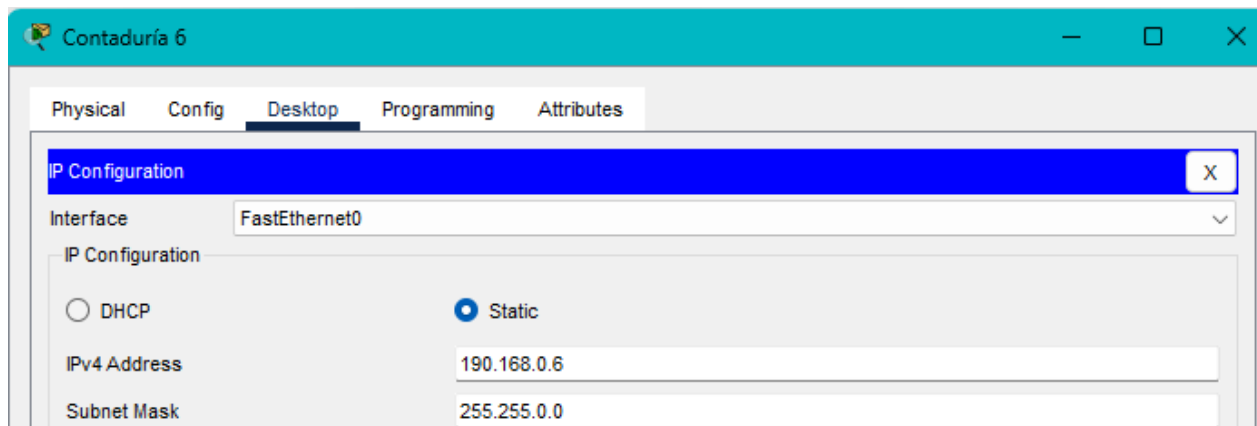 Contaduría 6
Physical Config Desktop Programming Attributes
IP Configuration X
Interface FastEthernet0
IP Configuration
DHCP Static
IPv4 Address 190.168.0.6
Subnet Mask 255.255.0.0